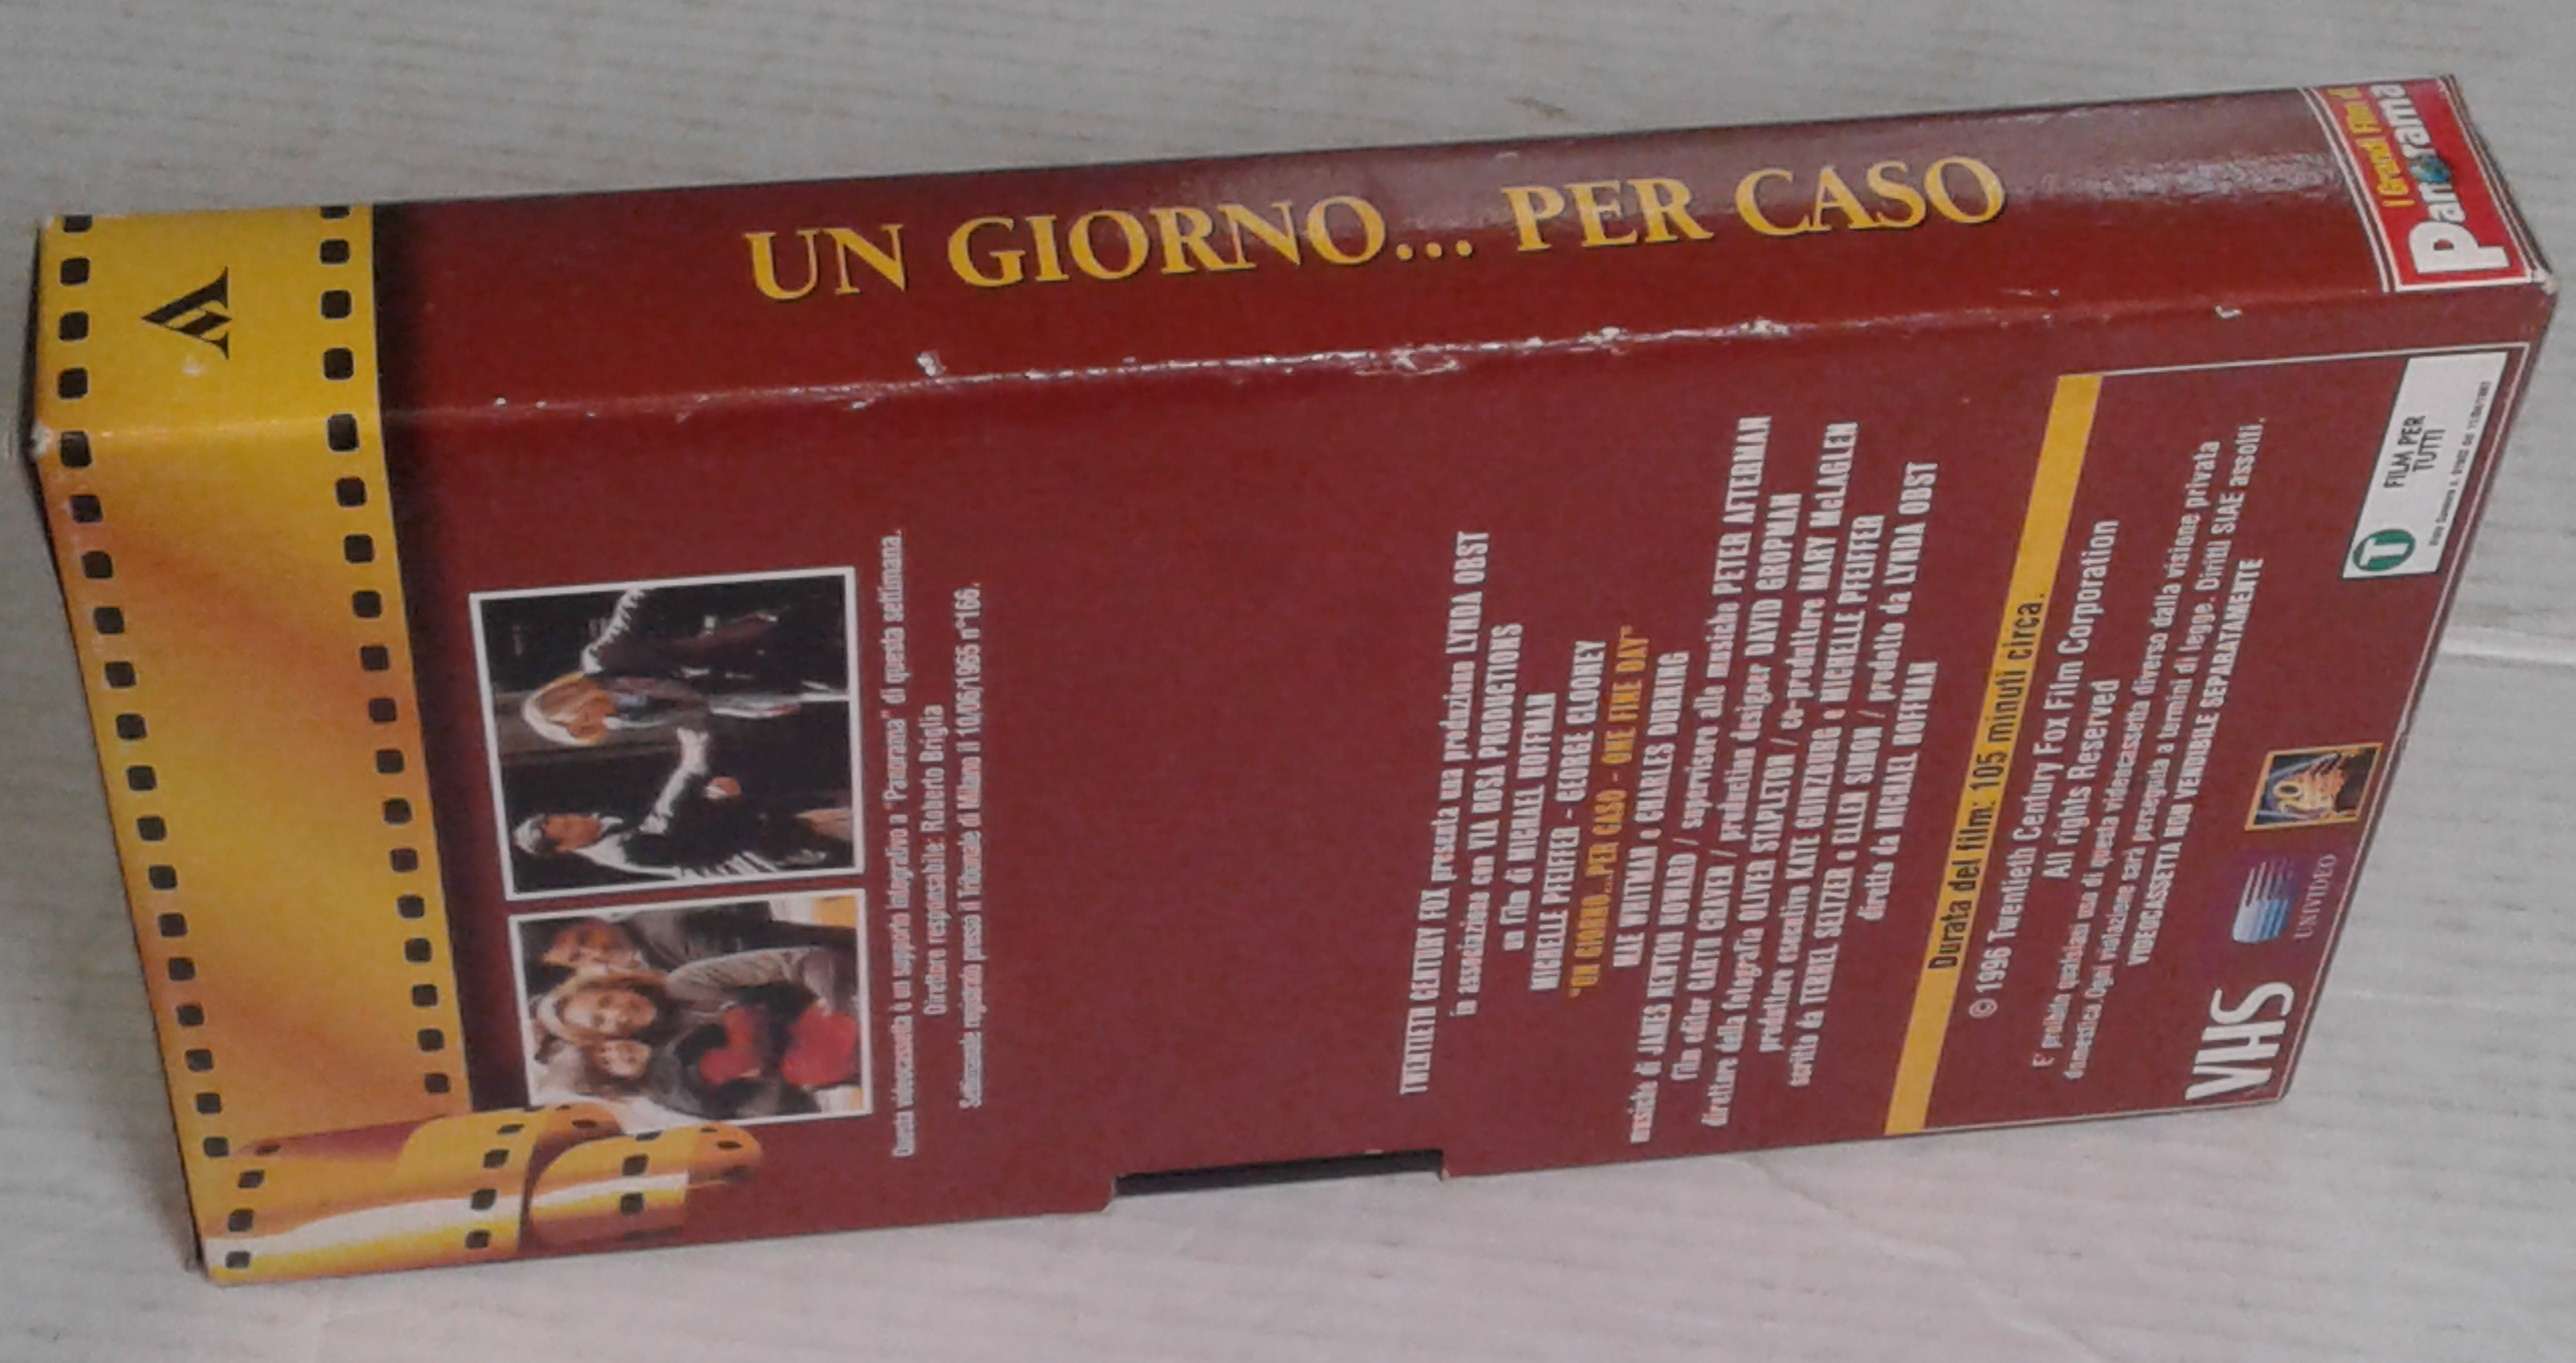 UN GIORNO... PER CASO
I Grandi Film di
Panorama
Questa videocassetta è un supporto integrativo a "Panorama" di questa settimana.
Direttore responsabile: Roberto Briglia
Settimanale registrato presso il Tribunale di Milano il 10/06/1965 n°166.
TWENTIETH CENTURY FOX presenta una produzione LYNDA OBST
in associazione con VIA ROSA PRODUCTIONS
un film di MICHAEL HOFFMAN
MICHELLE PFEIFFER - GEORGE CLOONEY
"UN GIORNO...PER CASO - ONE FINE DAY"
MAE WHITMAN e CHARLES DURNING
musiche di JAMES NEWTON HOWARD / supervisore alle musiche PETER AFTERMAN
film editor GARTH CRAVEN / production designer DAVID GROPMAN
direttore della fotografia OLIVER STAPLETON / co-produttore MARY McLAGLEN
produttore esecutivo KATE GUINZBURG e MICHELLE PFEIFFER
scritto da TERREL SELTZER e ELLEN SIMON / prodotto da LYNDA OBST
diretto da MICHAEL HOFFMAN
Durata del film: 105 minuti circa.
© 1996 Twentieth Century Fox Film Corporation
All rights Reserved
E' proibito qualsiasi uso di questa videocassetta diverso dalla visione privata
domestica.Ogni violazione sarà perseguita a termini di legge. Diritti SIAE assolti.
VIDEOCASSETTA NON VENDIBILE SEPARATAMENTE
VHS
UNIVIDEO
20
T
FILM PER
TUTTI